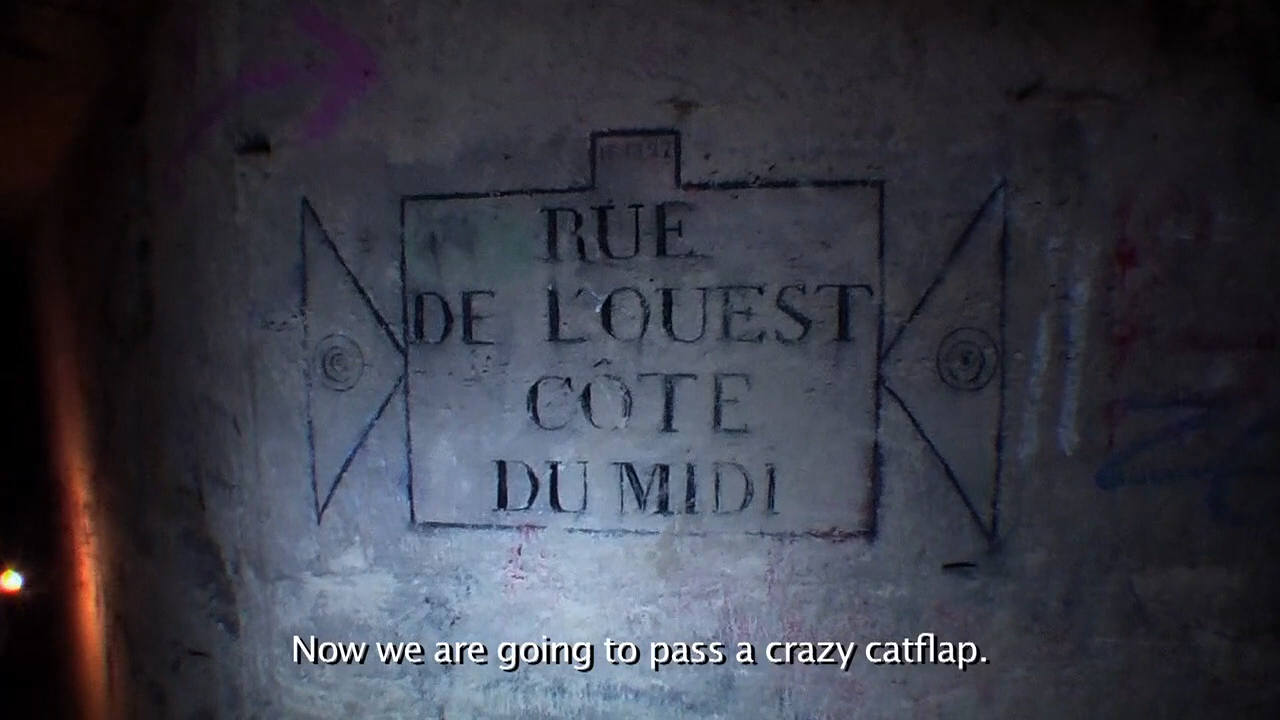 RUE
DE L'OUEST
CÔTE
DU MIDI
Now we are going to pass a crazy catflap.